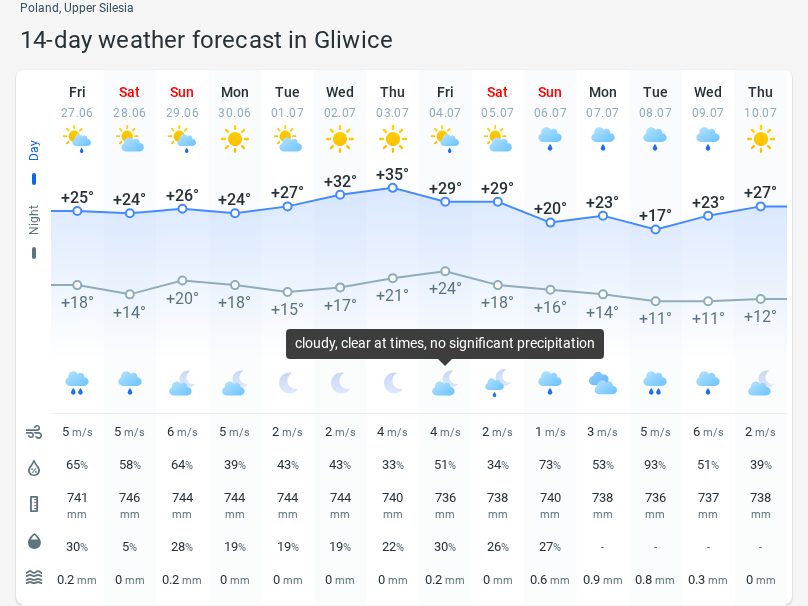 Poland, Upper Silesia
14-day weather forecast in Gliwice
Fri Sat Sun Mon Tue Wed Thu Fri Sat Sun Mon Tue Wed Thu
27.06 28.06 29.06 30.06 01.07 02.07 03.07 04.07 05.07 06.07 07.07 08.07 09.07 10.07
Day
+25° +24° +26° +24° +27° +32° +35° +29° +29° +20° +23° +17° +23° +27°
Night
+18° +14° +20° +18° +15° +17° +21° +24° +18° +16° +14° +11° +11° +12°
cloudy, clear at times, no significant precipitation
5 m/s 5 m/s 6 m/s 5 m/s 2 m/s 2 m/s 4 m/s 4 m/s 2 m/s 1 m/s 3 m/s 5 m/s 6 m/s 2 m/s
65% 58% 64% 39% 43% 43% 33% 51% 34% 73% 53% 93% 51% 39%
741 746 744 744 744 744 740 736 738 740 738 736 737 738
mm mm mm mm mm mm mm mm mm mm mm mm mm mm
30% 5% 28% 19% 19% 19% 22% 30% 26% 27% - - - -
0.2 mm 0 mm 0.2 mm 0 mm 0 mm 0 mm 0 mm 0.2 mm 0 mm 0.6 mm 0.9 mm 0.8 mm 0.3 mm 0 mm